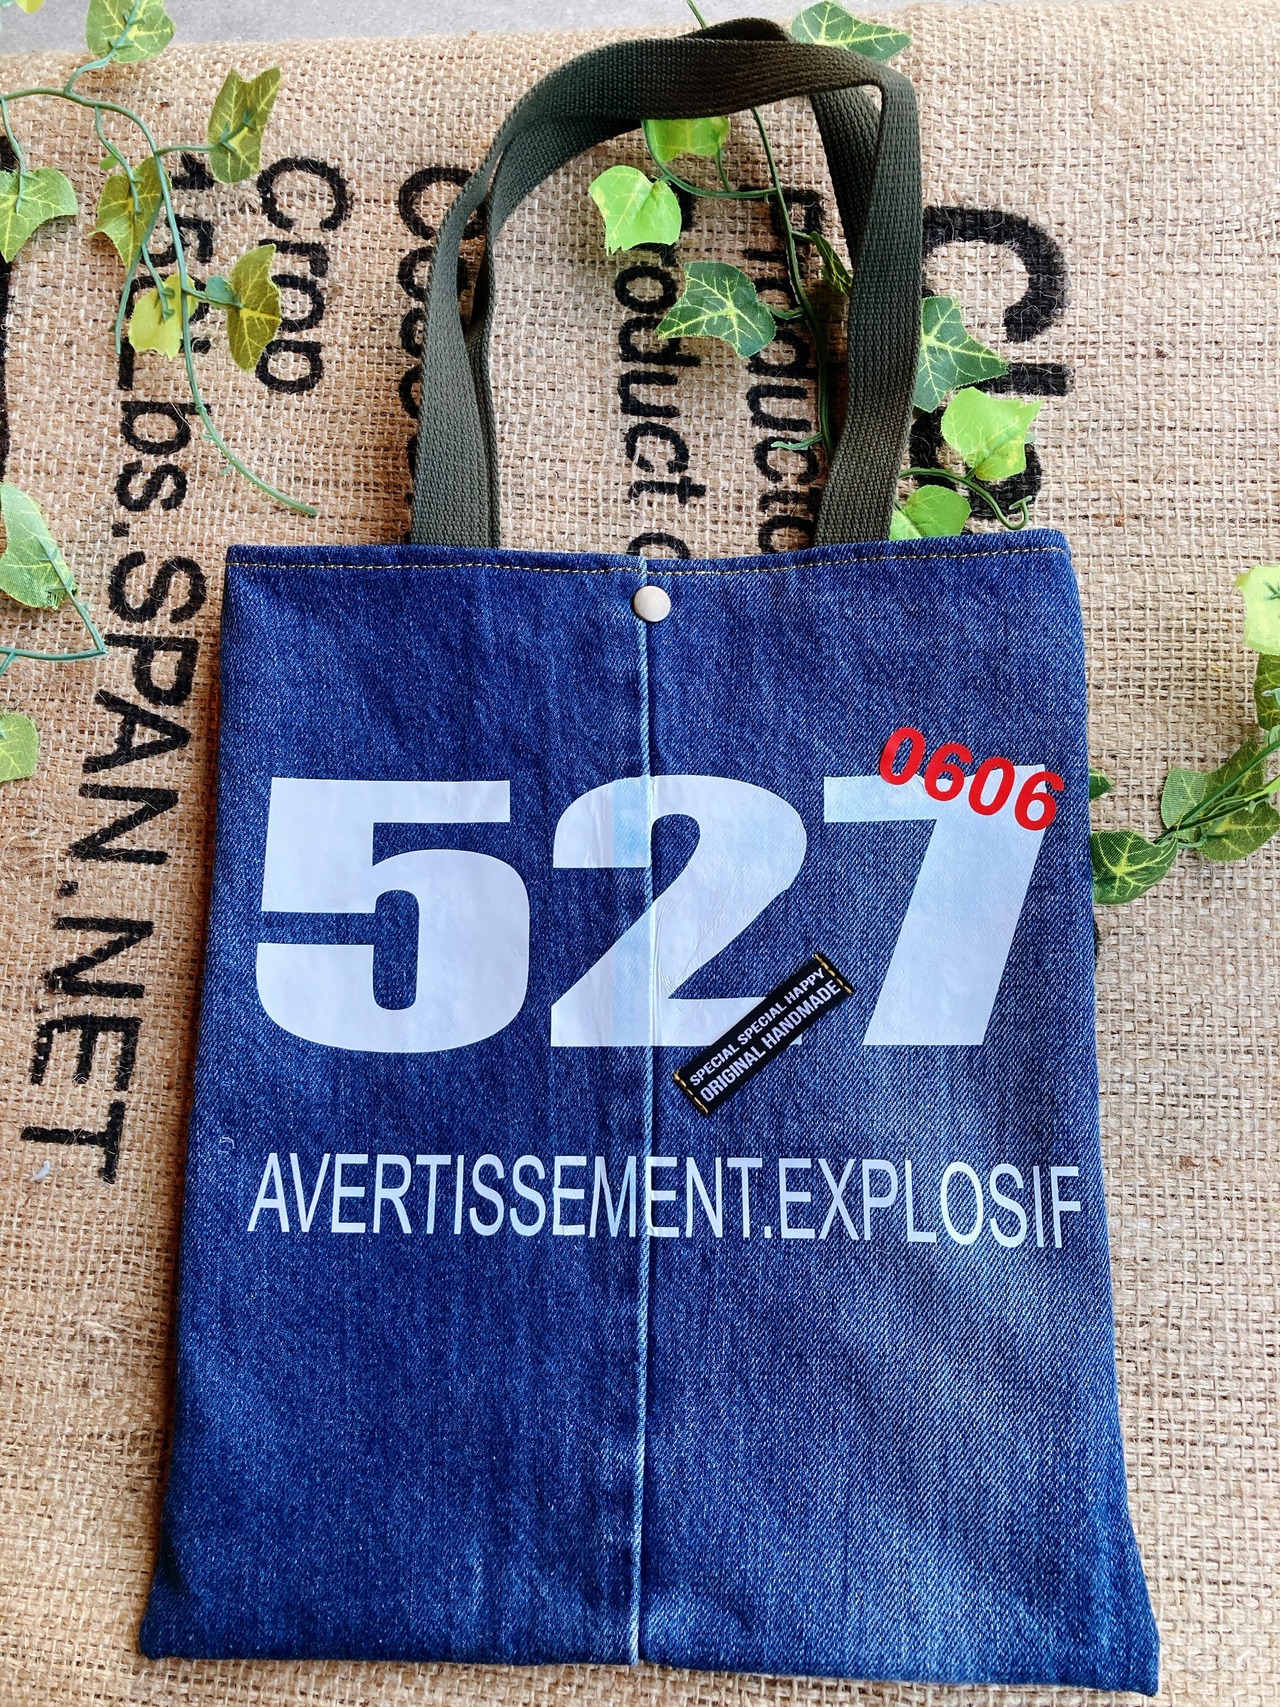 0606
527
SPECIAL SPECIAL HAPPY
ORIGINAL HANDMADE
AVERTISSEMENT.EXPLOSIF
Crop
Lbs.SPAN.NET
Product